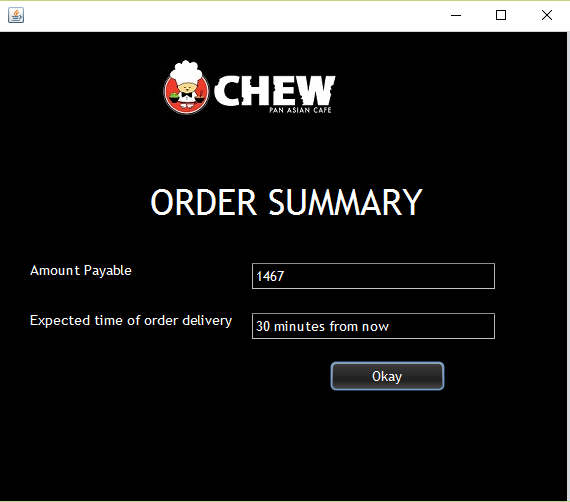 CHEW
PAN ASIAN CAFE
ORDER SUMMARY
Amount Payable
1467
Expected time of order delivery
30 minutes from now
Okay